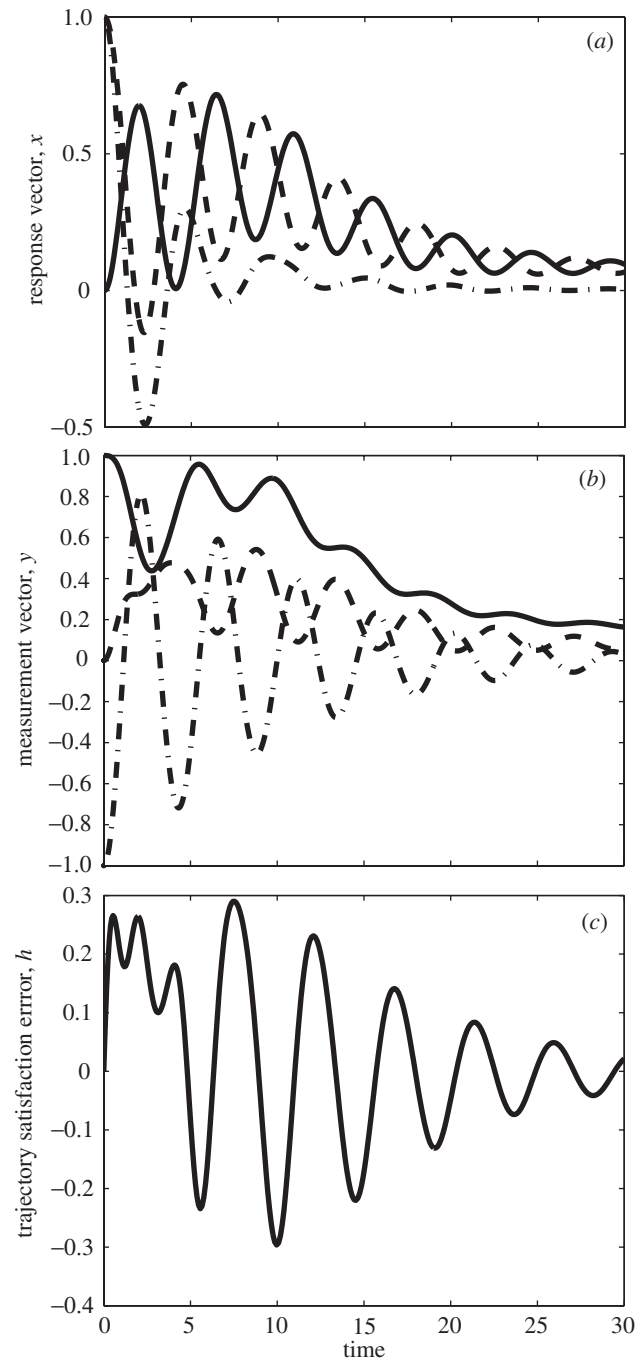 (a)
1.0
0.5
0
–0.5
response vector, x
(b)
1.0
0.8
0.6
0.4
0.2
0
–0.2
–0.4
–0.6
–0.8
–1.0
measurement vector, y
(c)
0.3
0.2
0.1
0
–0.1
–0.2
–0.3
–0.4
trajectory satisfaction errror, h
0 5 10 15 20 25 30
time